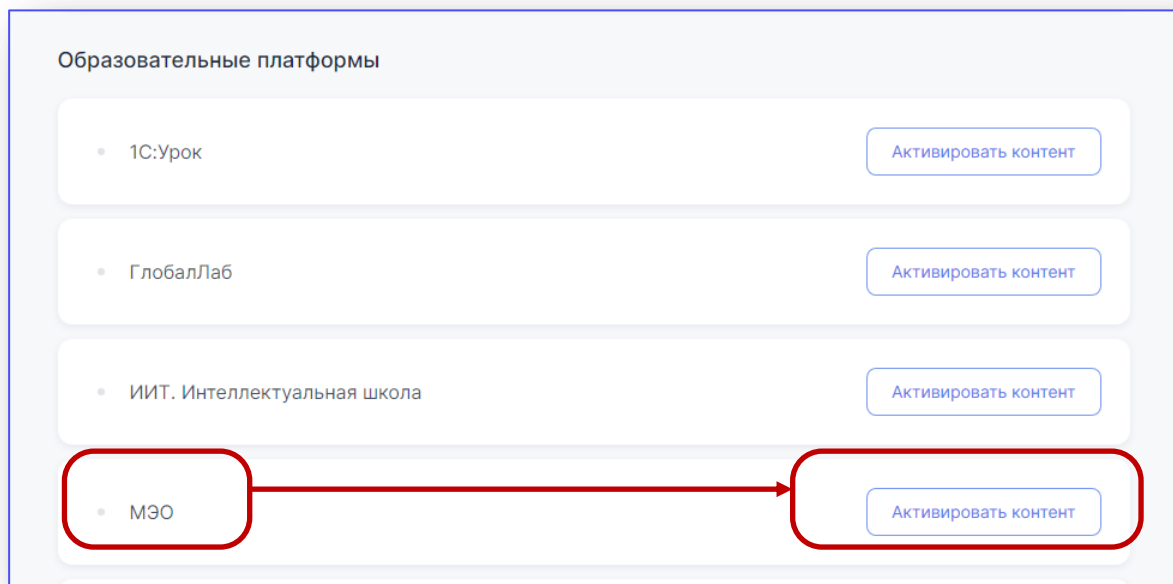 Образовательные платформы
1С:Урок Активировать контент
ГлобалЛаб Активировать контент
ИИТ. Интеллектуальная школа Активировать контент
МЭО Активировать контент